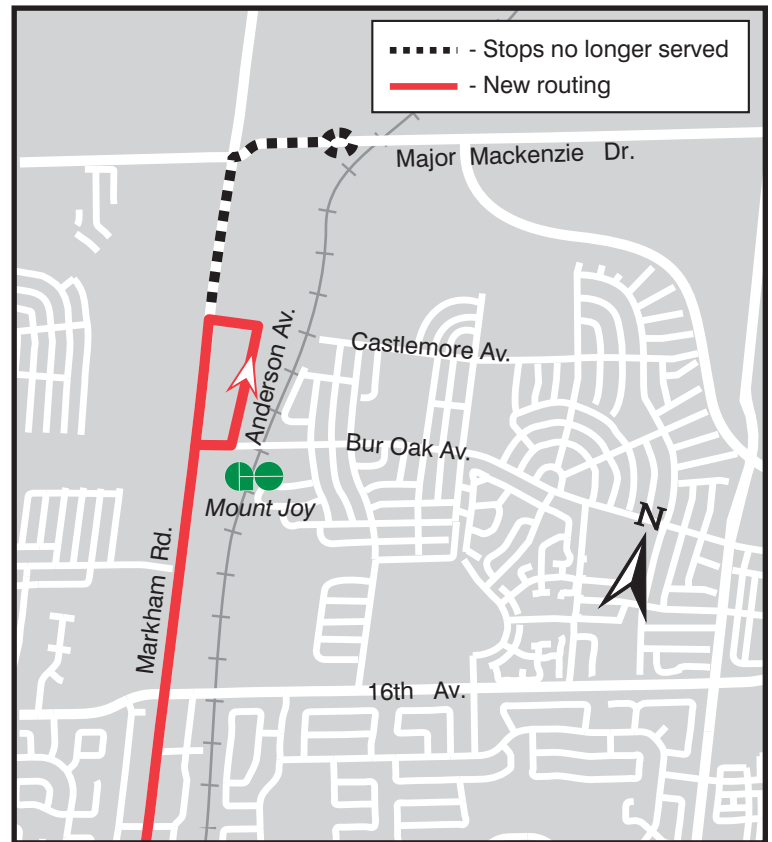 - Stops no longer served
- New routing
Major Mackenzie Dr.
Anderson Av.
Castlemore Av.
Bur Oak Av.
Mount Joy
N
Markham Rd.
16th Av.